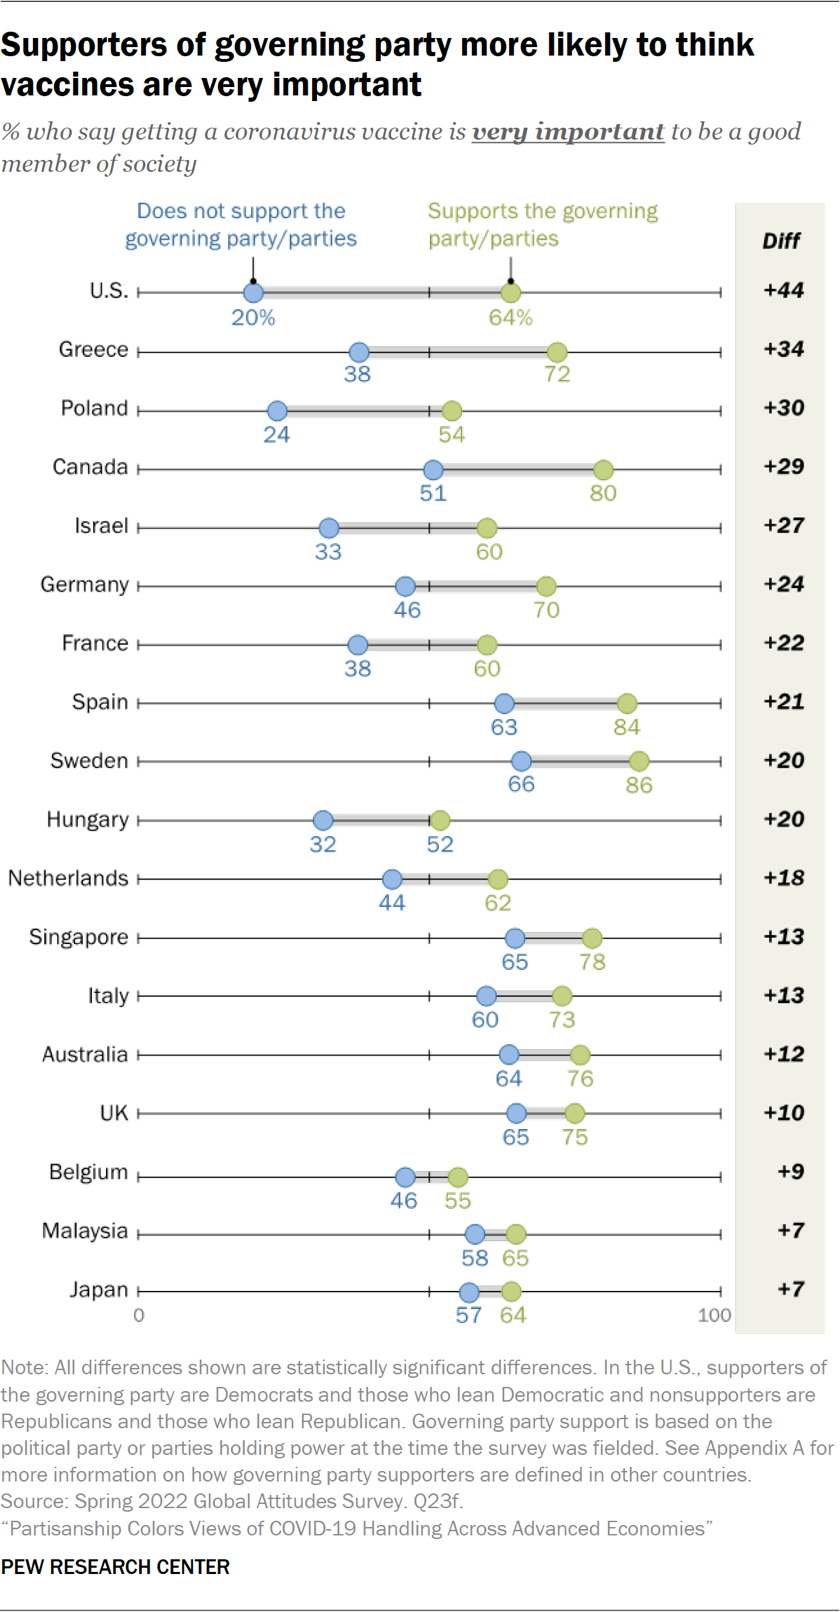 Supporters of governing party more likely to think
vaccines are very important
% who say getting a coronavirus vaccine is very important to be a good
member of society
Does not support the
governing party/parties
Supports the governing
party/parties
Diff
U.S. 20% 64% +44
Greece 38 72 +34
Poland 24 54 +30
Canada 51 80 +29
Israel 33 60 +27
Germany 46 70 +24
France 38 60 +22
Spain 63 84 +21
Sweden 66 86 +20
Hungary 32 52 +20
Netherlands 44 62 +18
Singapore 65 78 +13
Italy 60 73 +13
Australia 64 76 +12
UK 65 75 +10
Belgium 46 55 +9
Malaysia 58 65 +7
Japan 57 64 +7
0 100
Note: All differences shown are statistically significant differences. In the U.S., supporters of
the governing party are Democrats and those who lean Democratic and nonsupporters are
Republicans and those who lean Republican. Governing party support is based on the
political party or parties holding power at the time the survey was fielded. See Appendix A for
more information on how governing party supporters are defined in other countries.
Source: Spring 2022 Global Attitudes Survey. Q23f.
“Partisanship Colors Views of COVID-19 Handling Across Advanced Economies”
PEW RESEARCH CENTER